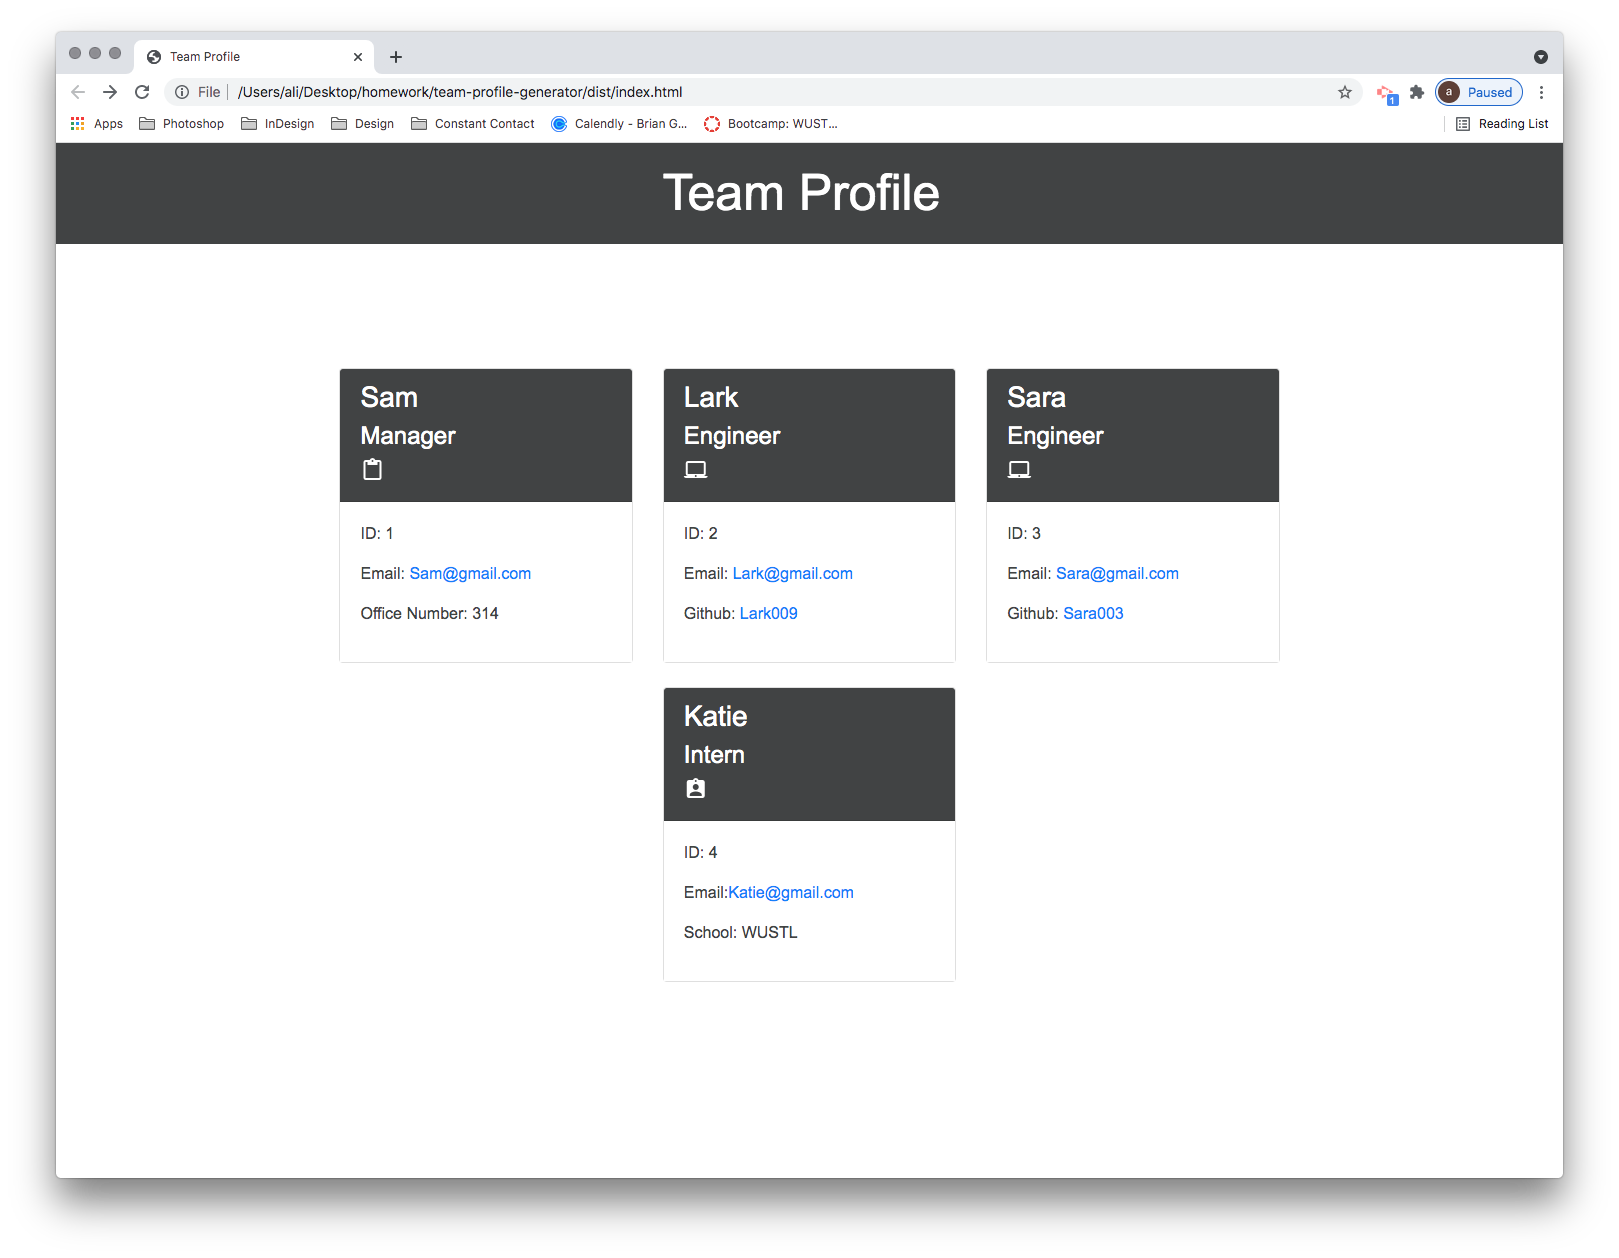 Team Profile
File /Users/ali/Desktop/homework/team-profile-generator/dist/index.html
1
a Paused
Apps Photoshop InDesign Design Constant Contact Calendly - Brian G... Bootcamp: WUST... Reading List
Team Profile
Sam
Manager
ID: 1
Email: Sam@gmail.com
Office Number: 314
Lark
Engineer
ID: 2
Email: Lark@gmail.com
Github: Lark009
Sara
Engineer
ID: 3
Email: Sara@gmail.com
Github: Sara003
Katie
Intern
ID: 4
Email:Katie@gmail.com
School: WUSTL